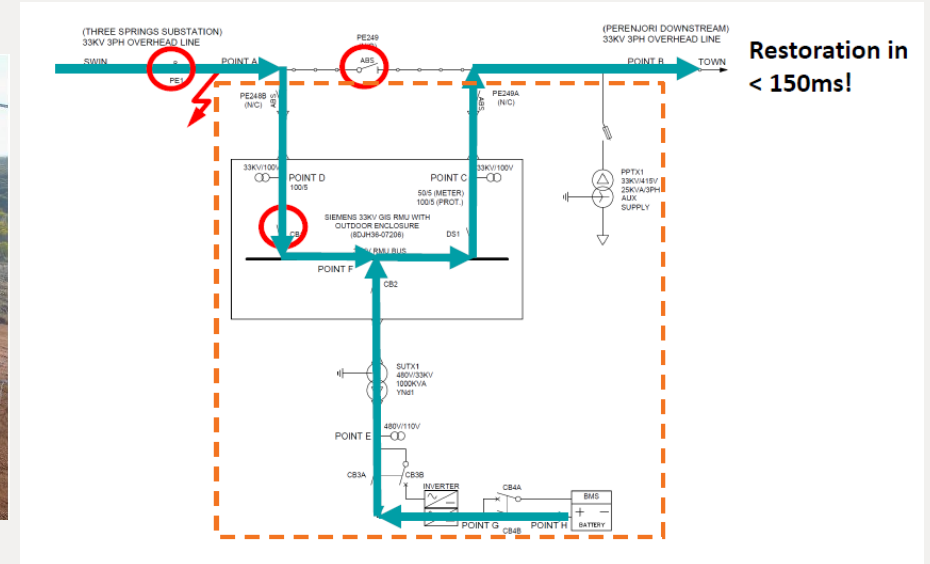 (THREE SPRINGS SUBSTATION)
33KV 3PH OVERHEAD LINE
SWIN
PE1
POINT A
PE249
ABS
(PERENJORI DOWNSTREAM)
33KV 3PH OVERHEAD LINE
POINT B
TOWN
Restoration in
< 150ms!
PE248B
(N/C)
ABS
PE249A
(N/C)
ABS
33KV/100V
POINT D
100/5
33KV/100V
POINT C
50/5 (METER)
100/5 (PROT.)
SIEMENS 33KV GIS RMU WITH
OUTDOOR ENCLOSURE
(8DJH36-07206)
DS1
RMU BUS
POINT F
CB2
PPTX1
33KV/415V
25KVA/3PH
AUX
SUPPLY
SUTX1
480V/33KV
1000KVA
YNd1
480V/110V
POINT E
CB3A
CB3B
INVERTER
CB4A
BMS
+ −
BATTERY
POINT G
CB4B
POINT H